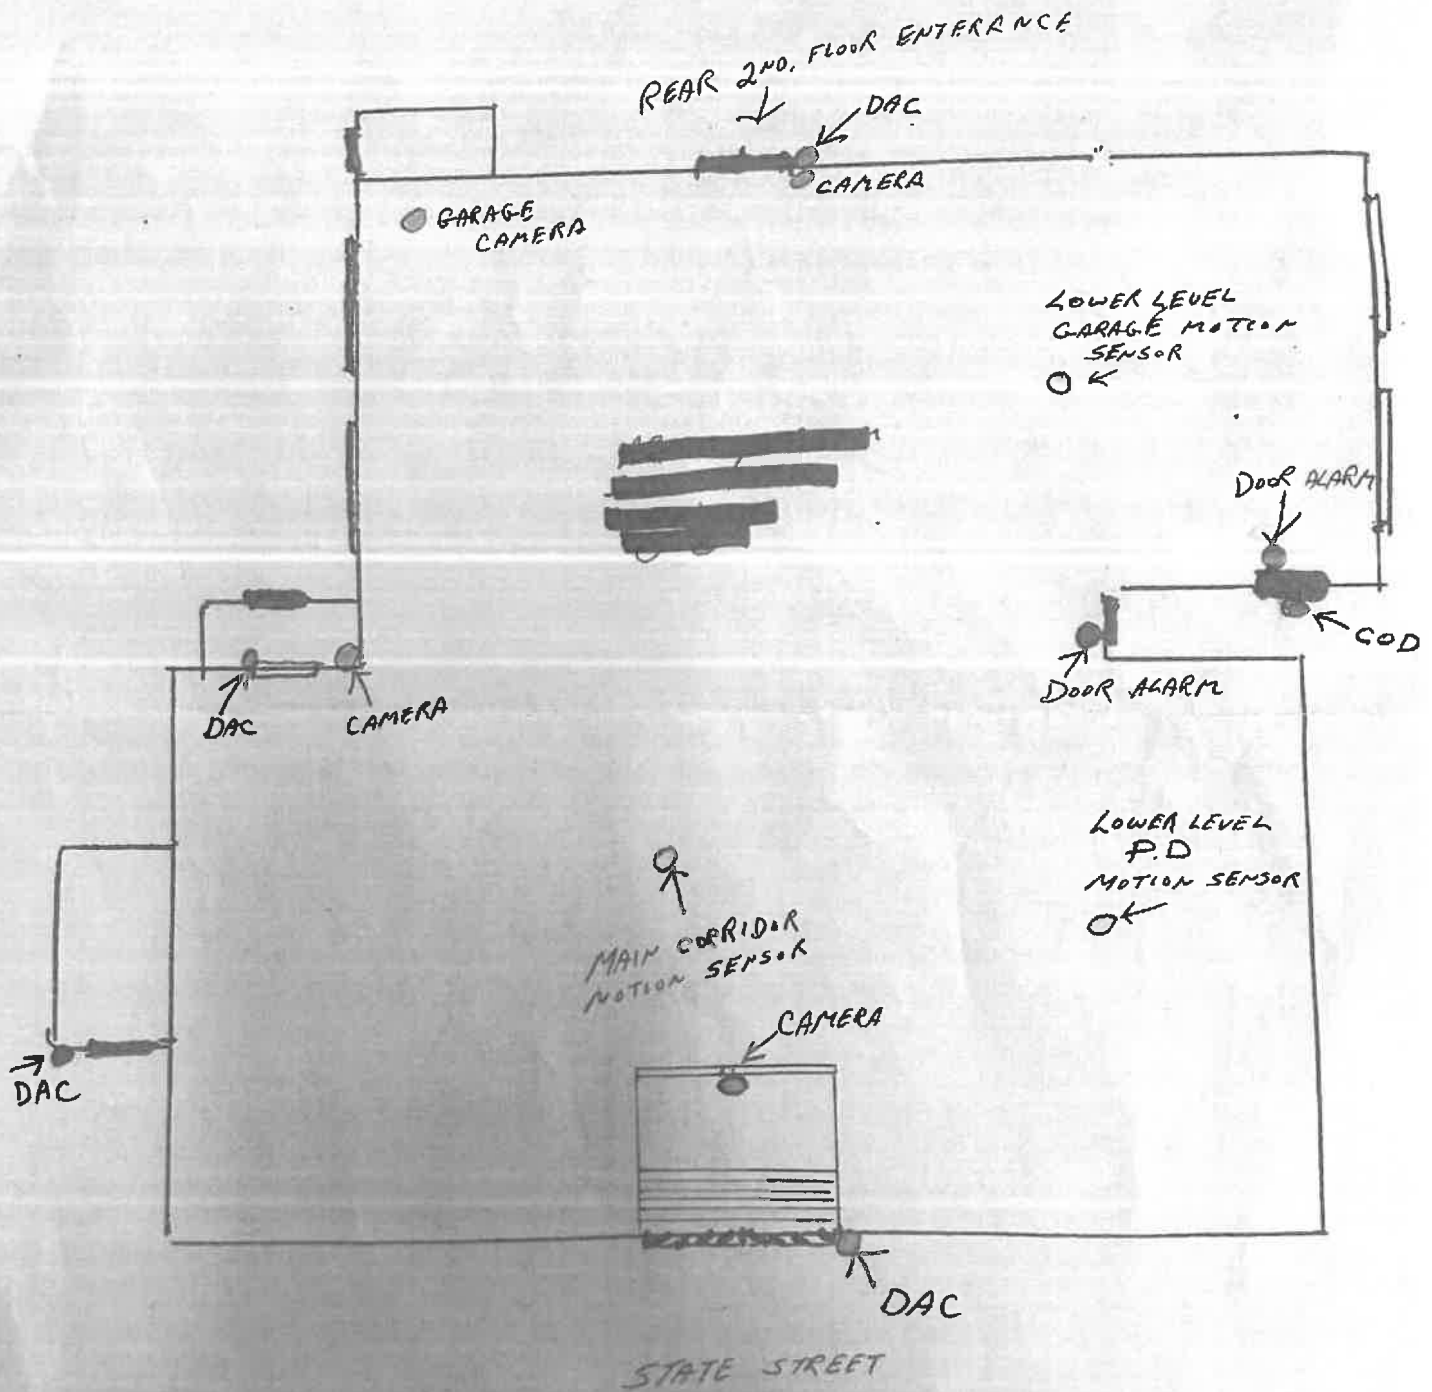 REAR 2ND. FLOOR ENTERRANCE
DAC
CAMERA
GARAGE
CAMERA
LOWER LEVEL
GARAGE MOTION
SENSOR
DOOR ALARM
COD
DOOR ALARM
DAC
CAMERA
LOWER LEVEL
P.D
MOTION SENSOR
MAIN CORRIDOR
MOTION SENSOR
CAMERA
DAC
DAC
STATE STREET